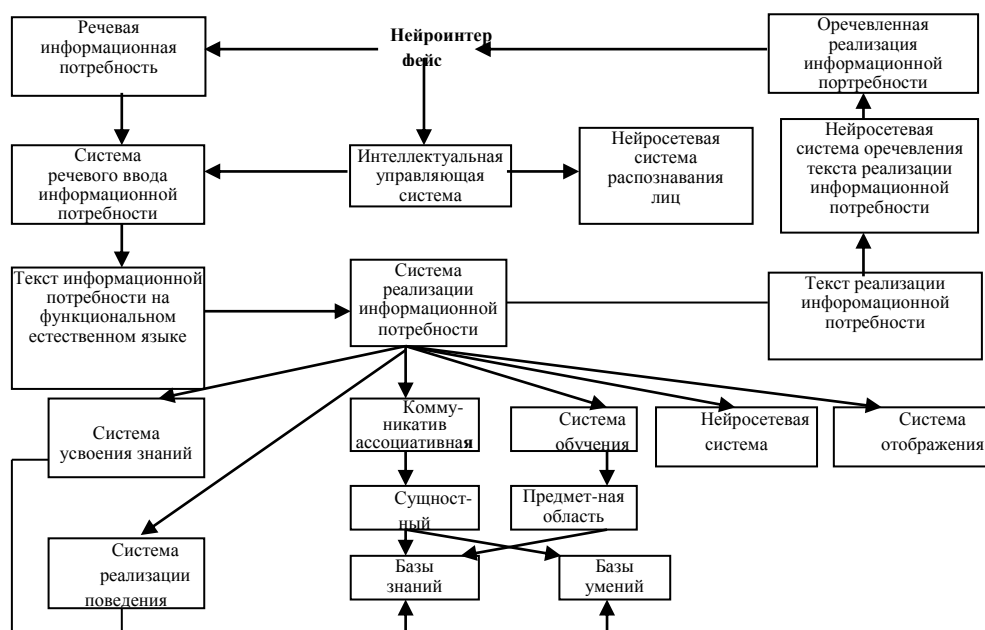 Речевая
информационная
потребность
Нейроинтер
фейс
Оречевленная
реализация
информационной
портребности
Система
речевого ввода
информационной
потребности
Интеллектуальная
управляющая
система
Нейросетевая
система
распознавания
лиц
Нейросетевая
система оречевления
текста реализации
информационной
потребности
Текст информационной
потребности на
функциональном
естественном языке
Система
реализации
информационной
потребности
Текст реализации
инфоромационной
потребности
Система
усвоения знаний
Комму-
никатив
ассоциативная
Система
обучения
Нейросетевая
система
Система
отображения
Сущност-
ный
Предмет-ная
область
Система
реализации
поведения
Базы
знаний
Базы
умений